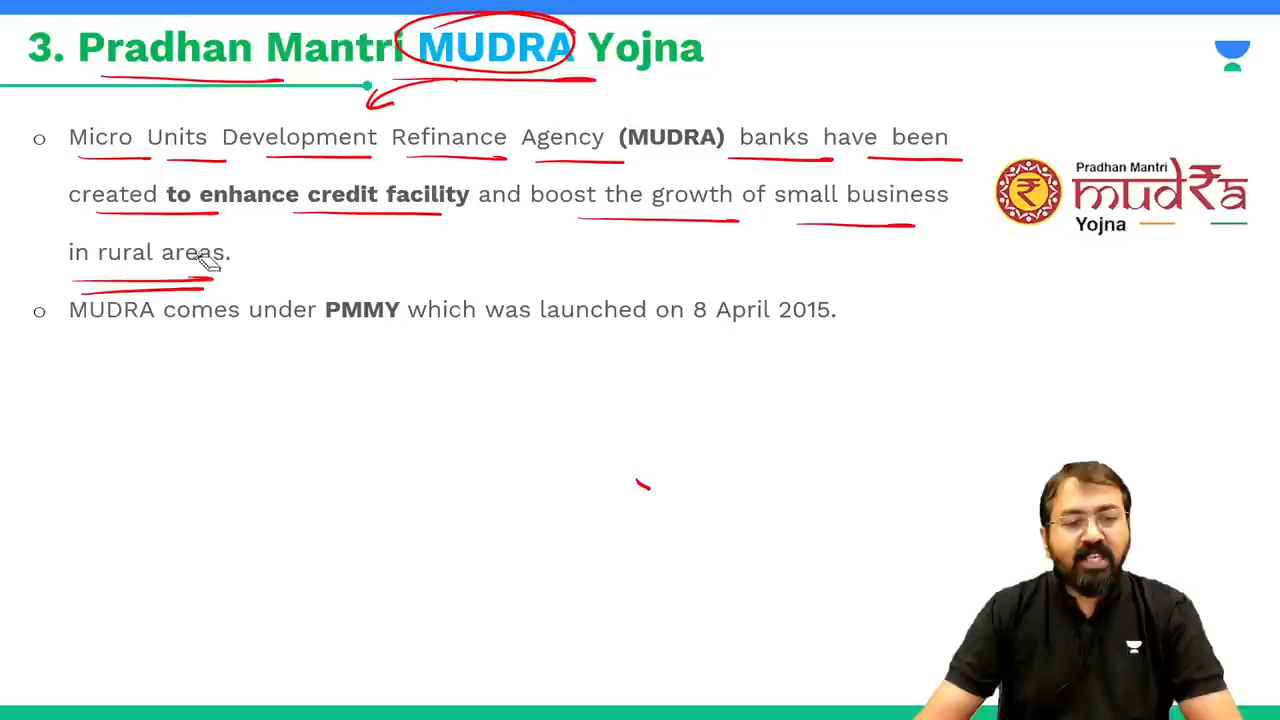 3. Pradhan Mantri MUDRA Yojna
o Micro Units Development Refinance Agency (MUDRA) banks have been
created to enhance credit facility and boost the growth of small business
in rural areas.
o MUDRA comes under PMMY which was launched on 8 April 2015.
Pradhan Mantri
mud₹a
Yojna